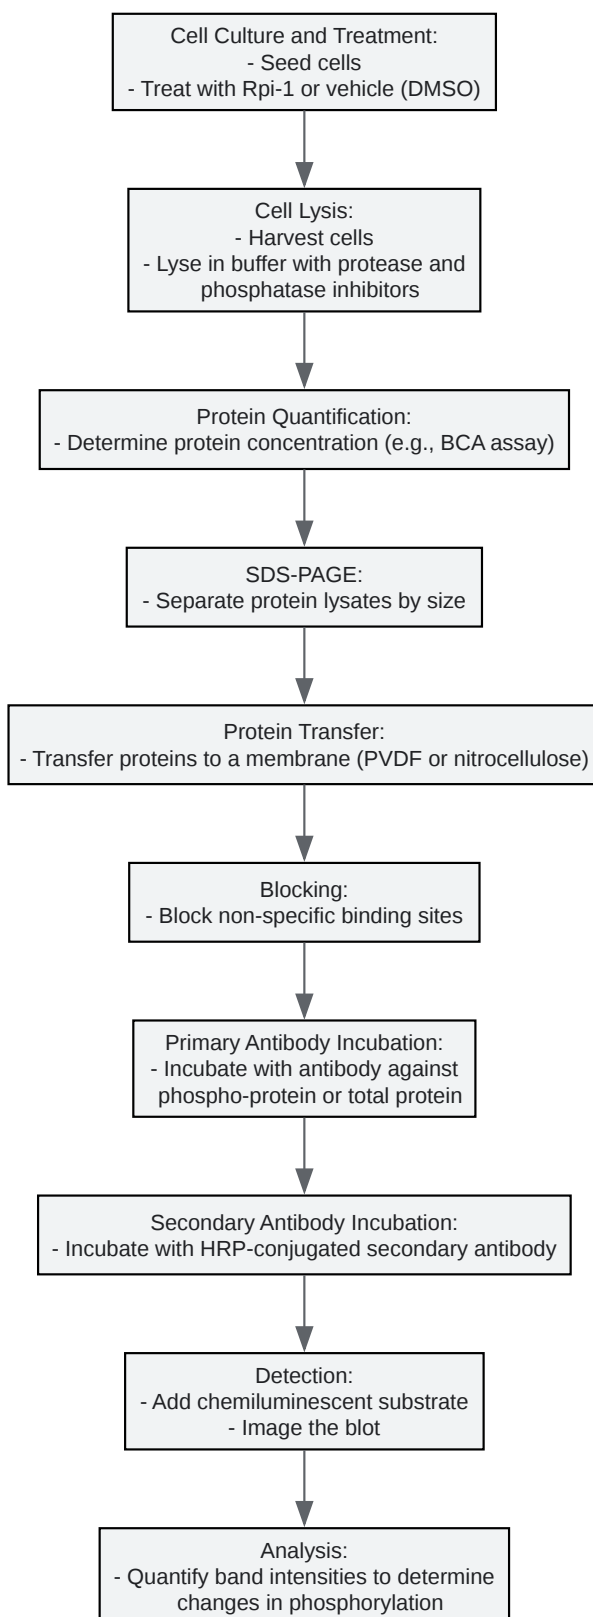 Cell Culture and Treatment:
- Seed cells
- Treat with Rpi-1 or vehicle (DMSO)
Cell Lysis:
- Harvest cells
- Lyse in buffer with protease and
phosphatase inhibitors
Protein Quantification:
- Determine protein concentration (e.g., BCA assay)
SDS-PAGE:
- Separate protein lysates by size
Protein Transfer:
- Transfer proteins to a membrane (PVDF or nitrocellulose)
Blocking:
- Block non-specific binding sites
Primary Antibody Incubation:
- Incubate with antibody against
phospho-protein or total protein
Secondary Antibody Incubation:
- Incubate with HRP-conjugated secondary antibody
Detection:
- Add chemiluminescent substrate
- Image the blot
Analysis:
- Quantify band intensities to determine
changes in phosphorylation